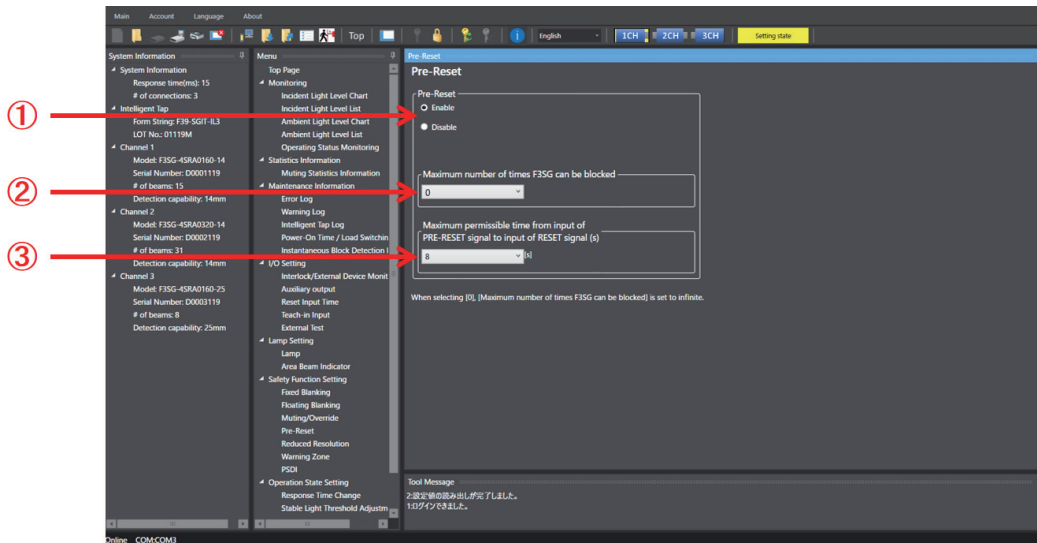 Main Account Language About
Top English 1CH 2CH 3CH Setting state
System Information
System Information
Response time(ms): 15
# of connections: 3
Intelligent Tap
Form String: F39-SGIT-IL3
LOT No.: 01119M
Channel 1
Model: F3SG-4SRA0160-14
Serial Number: D0001119
# of beams: 15
Detection capability: 14mm
Channel 2
Model: F3SG-4SRA0320-14
Serial Number: D0002119
# of beams: 31
Detection capability: 14mm
Channel 3
Model: F3SG-4SRA0160-25
Serial Number: D0003119
# of beams: 8
Detection capability: 25mm
Menu
Top Page
Monitoring
Incident Light Level Chart
Incident Light Level List
Ambient Light Level Chart
Ambient Light Level List
Operating Status Monitoring
Statistics Information
Muting Statistics Information
Maintenance Information
Error Log
Warning Log
Intelligent Tap Log
Power-On Time / Load Switchin
Instantaneous Block Detection I
I/O Setting
Interlock/External Device Monit
Auxiliary output
Reset Input Time
Teach-in Input
External Test
Lamp Setting
Lamp
Area Beam Indicator
Safety Function Setting
Fixed Blanking
Floating Blanking
Muting/Override
Pre-Reset
Reduced Resolution
Warning Zone
PSDI
Operation State Setting
Response Time Change
Stable Light Threshold Adjustm
Pre-Reset
Pre-Reset
Pre-Reset
① Enable
Disable
Maximum number of times F3SG can be blocked
② 0
Maximum permissible time from input of
PRE-RESET signal to input of RESET signal (s)
③ 8 [s]
When selecting [0], [Maximum number of times F3SG can be blocked] is set to infinite.
Tool Message
2:設定値の読み出しが完了しました。
1:ログインできました。
Online COM:COM3